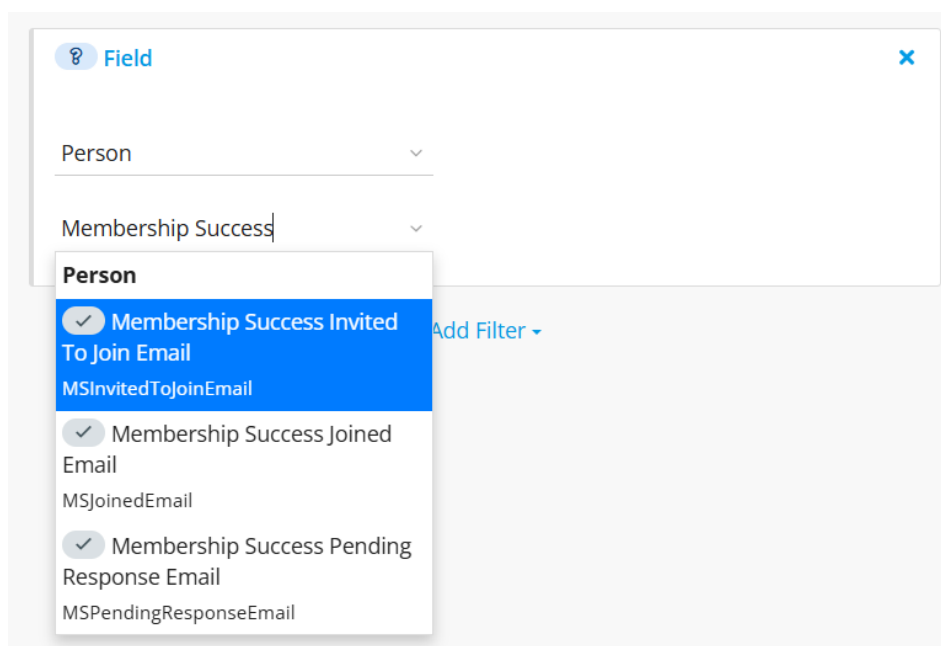 Field
Person
Membership Success
Person
Membership Success Invited
To Join Email
MSInvitedToJoinEmail
Add Filter
Membership Success Joined
Email
MSJoinedEmail
Membership Success Pending
Response Email
MSPendingResponseEmail